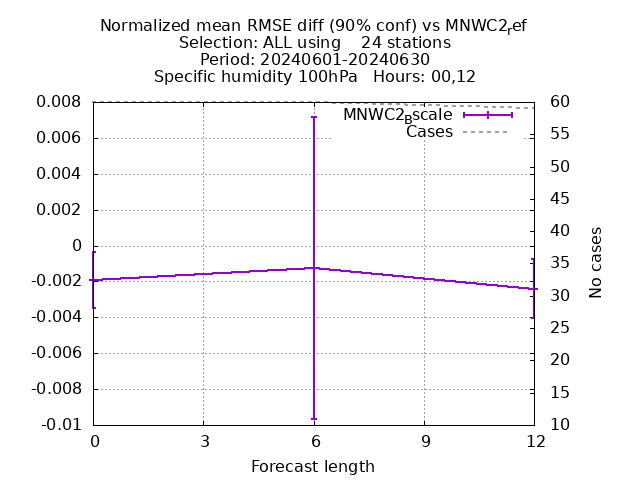 Normalized mean RMSE diff (90% conf) vs MNWC2ref
Selection: ALL using    24 stations
Period: 20240601-20240630
Specific humidity 100hPa   Hours: 00,12
MNWC2Bscale
Cases
0.008
0.006
0.004
0.002
0
-0.002
-0.004
-0.006
-0.008
-0.01
60
55
50
45
40
35
30
25
20
15
10
No cases
0 3 6 9 12
Forecast length